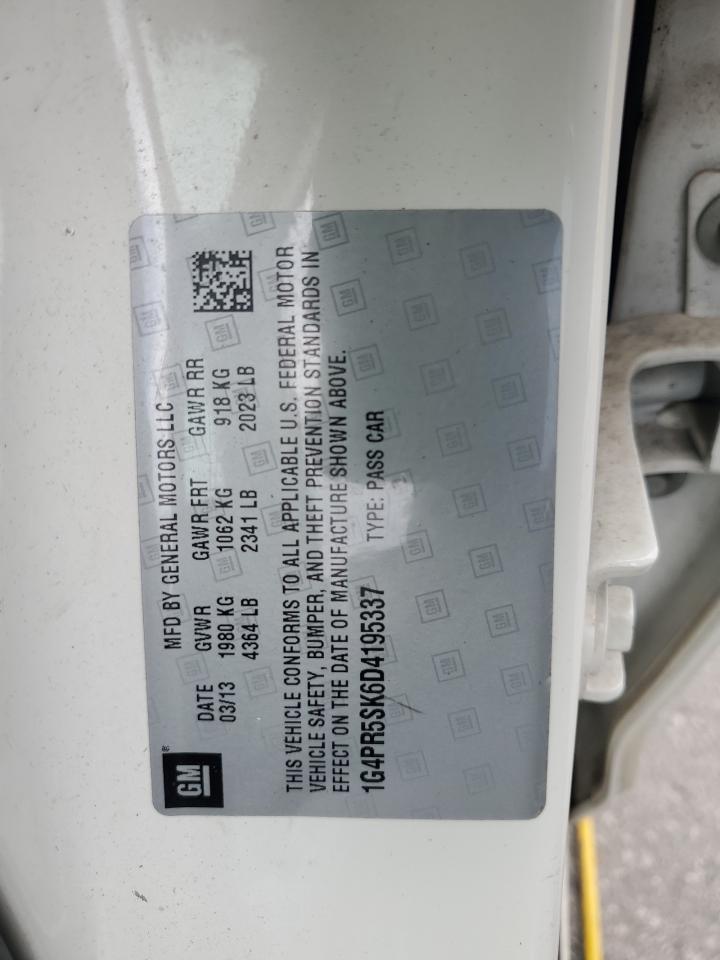 GM®
MFD BY GENERAL MOTORS LLC
DATE GVWR GAWR FRT GAWR RR
03/13 1980 KG 1062 KG 918 KG
4364 LB 2341 LB 2023 LB
THIS VEHICLE CONFORMS TO ALL APPLICABLE U.S. FEDERAL MOTOR
VEHICLE SAFETY, BUMPER, AND THEFT PREVENTION STANDARDS IN
EFFECT ON THE DATE OF MANUFACTURE SHOWN ABOVE.
1G4PR5SK6D4195337 TYPE: PASS CAR